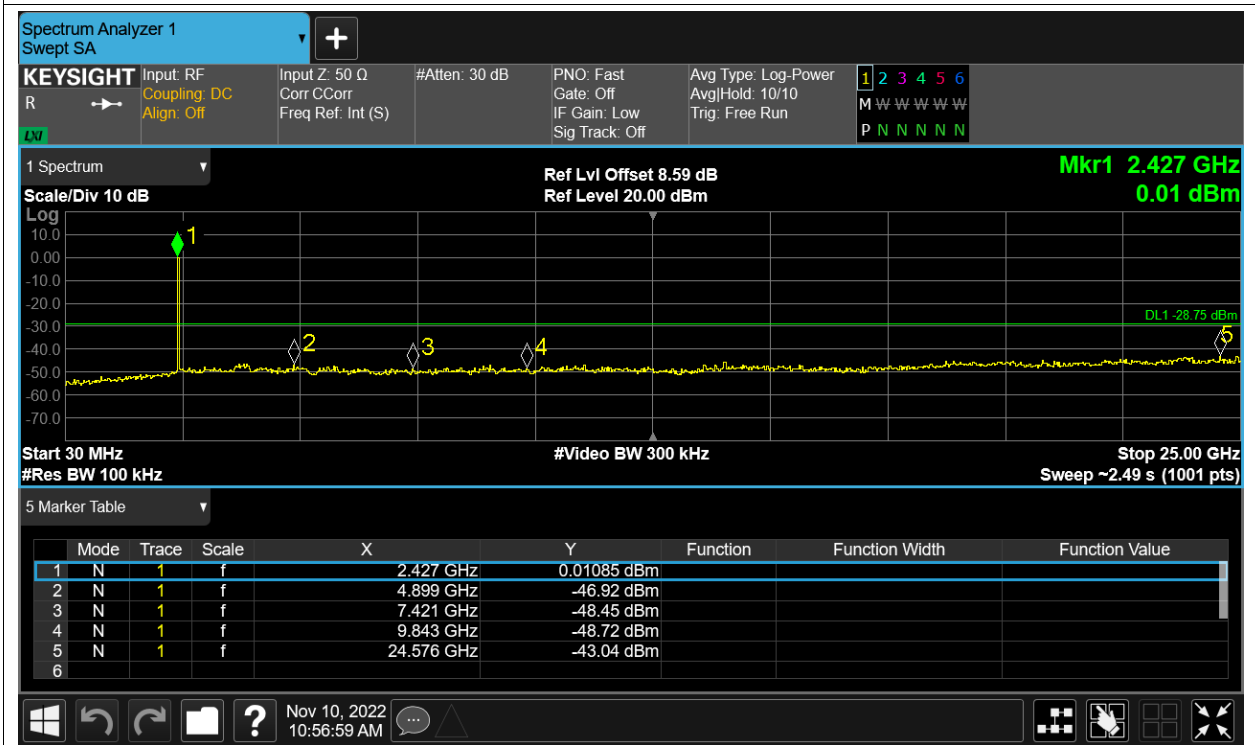 Spectrum Analyzer 1
Swept SA
KEYSIGHT Input: RF Input Z: 50 Ω #Atten: 30 dB PNO: Fast Avg Type: Log-Power 1 2 3 4 5 6
R Coupling: DC Corr CCorr Gate: Off Avg|Hold: 10/10 M W W W W W
Align: Off Freq Ref: Int (S) IF Gain: Low Trig: Free Run
LXI Sig Track: Off P N N N N N
1 Spectrum Ref Lvl Offset 8.59 dB Mkr1 2.427 GHz
Scale/Div 10 dB Ref Level 20.00 dBm 0.01 dBm
Log
10.0 1
0.00
-10.0
-20.0
DL1 -28.75 dBm
-30.0
-40.0 2 3 4 5
-50.0
-60.0
-70.0
Start 30 MHz #Video BW 300 kHz Stop 25.00 GHz
#Res BW 100 kHz Sweep ~2.49 s (1001 pts)
5 Marker Table
Mode Trace Scale X Y Function Function Width Function Value
1 N 1 f 2.427 GHz 0.01085 dBm
2 N 1 f 4.899 GHz -46.92 dBm
3 N 1 f 7.421 GHz -48.45 dBm
4 N 1 f 9.843 GHz -48.72 dBm
5 N 1 f 24.576 GHz -43.04 dBm
6
? Nov 10, 2022
10:56:59 AM